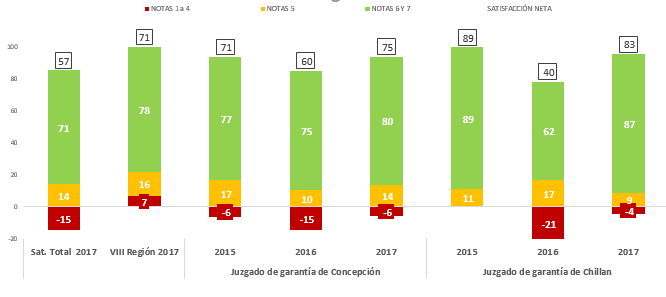 NOTAS 1 a 4 NOTAS 5 NOTAS 6 Y 7 SATISFACCIÓN NETA
57 71 71 60 75 89 40 83
100
80
60
40
20
0
-20
71 78 77 75 80 89 62 87
14 16 17 10 14 11 17 9
-15 7 -6 -15 -6 -21 -4
Sat. Total 2017 VIII Región 2017 2015 2016 2017 2015 2016 2017
Juzgado de garantía de Concepción Juzgado de garantía de Chillan